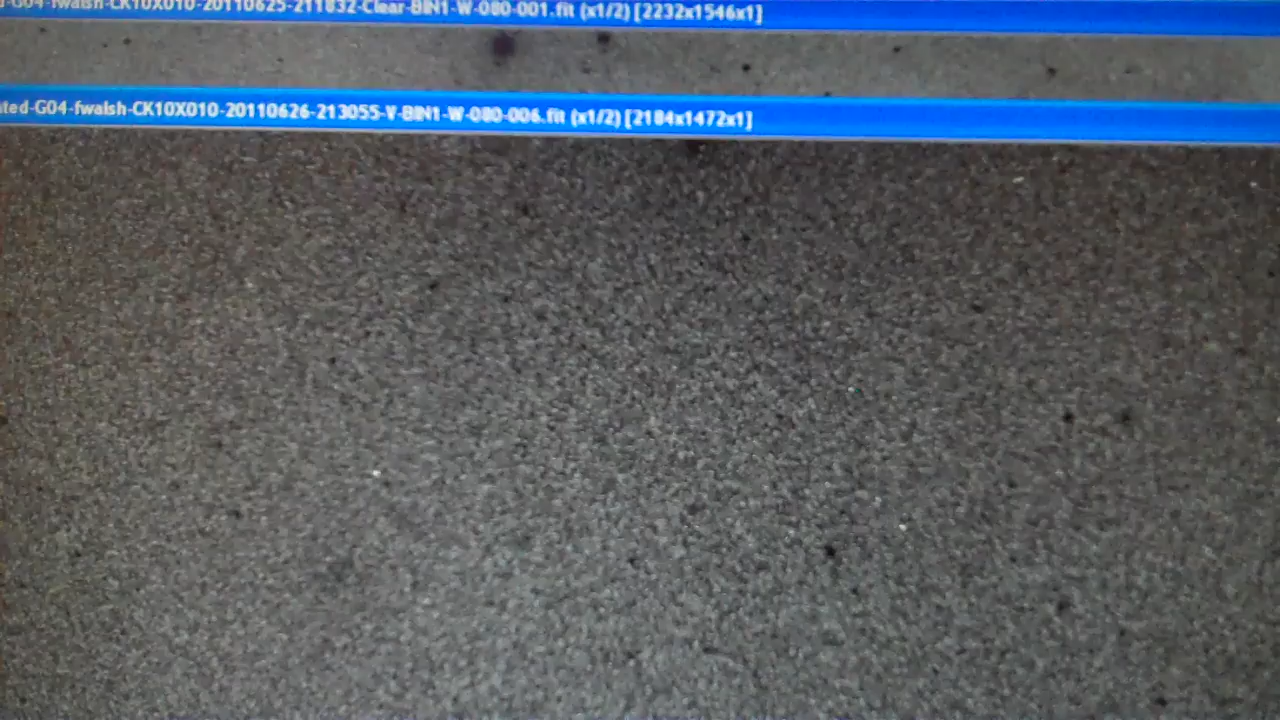 -G04-fwalsh-CK10X010-20110625-211832-Clear-BIN1-W-080-001.fit (x1/2) [2232x1546x1]
ated-G04-fwalsh-CK10X010-20110626-213055-V-BIN1-W-080-006.fit (x1/2) [2184x1472x1]